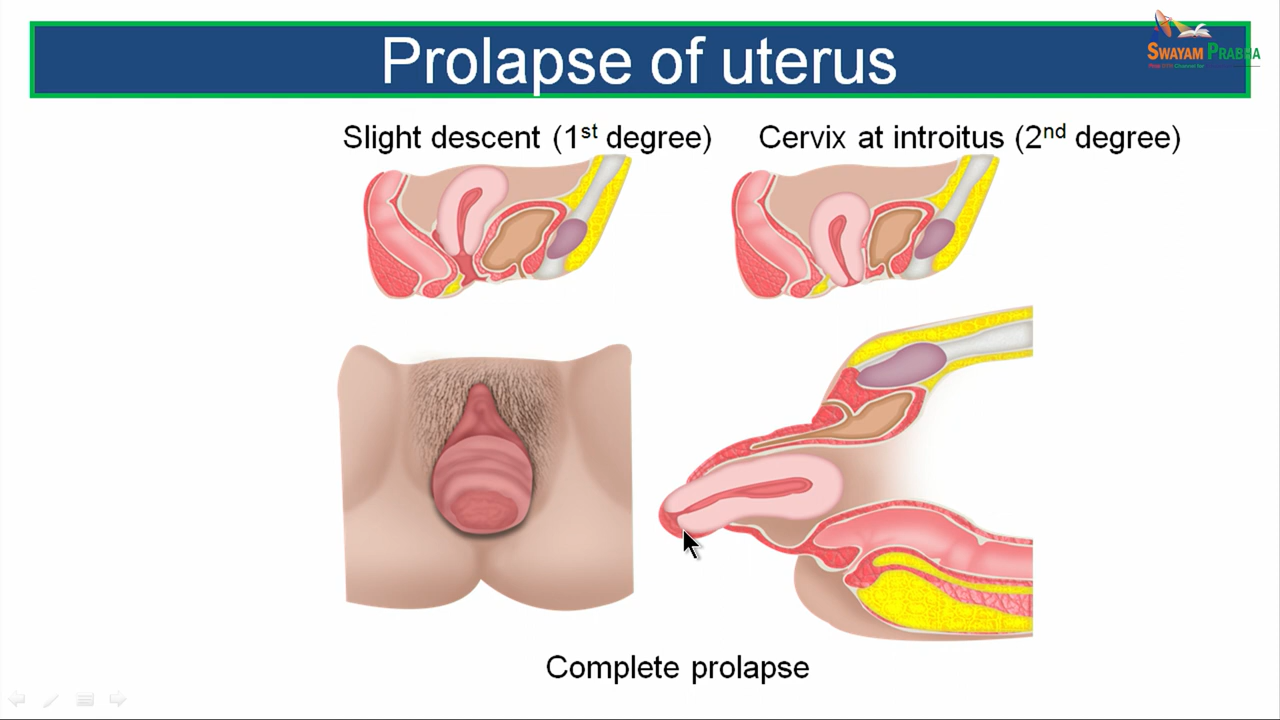 Prolapse of uterus
SWAYAM PRABHA
Slight descent (1st degree)
Cervix at introitus (2nd degree)
Complete prolapse